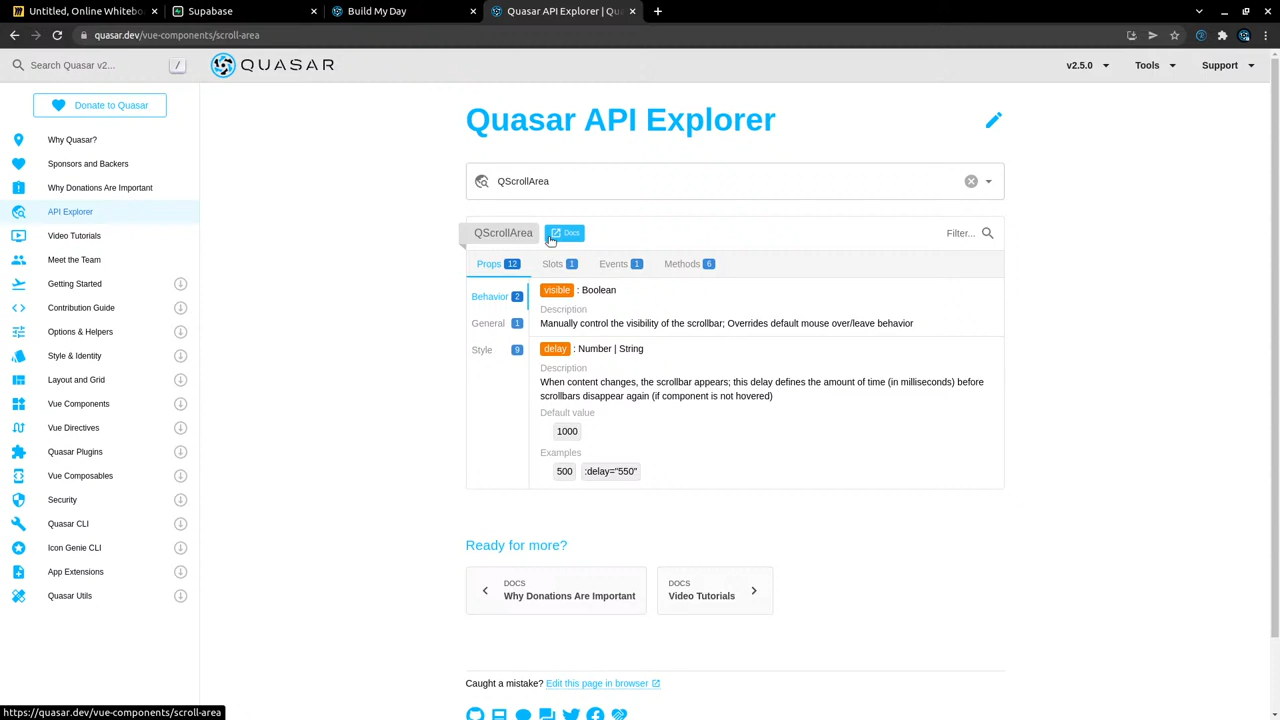 Untitled, Online Whiteb
Supabase
Build My Day
API Explorer | Qu
quasar.dev/vue-components/scroll-area
Search Quasar v2...
/
QUASAR
v2.5.0
Tools
Support
Donate to Quasar
Why Quasar?
Sponsors and Backers
Why Donations Are Important
API Explorer
Video Tutorials
Meet the Team
Getting Started
Contribution Guide
Options & Helpers
Style & Identity
Layout and Grid
Vue Components
Vue Directives
Quasar Plugins
Vue Composables
Security
Quasar CLI
Icon Genie CLI
App Extensions
Quasar Utils
Quasar API Explorer
QScrollArea
QScrollArea
Docs
Filter...
Props 12
Slots 1
Events 1
Methods 6
Behavior 2
General 1
Style 9
visible : Boolean
Description
Manually control the visibility of the scrollbar; Overrides default mouse over/leave behavior
delay : Number | String
Description
When content changes, the scrollbar appears; this delay defines the amount of time (in milliseconds) before
scrollbars disappear again (if component is not hovered)
Default value
1000
Examples
500 :delay="550"
Ready for more?
DOCS
Why Donations Are Important
DOCS
Video Tutorials
Caught a mistake? Edit this page in browser
https://quasar.dev/vue-components/scroll-area